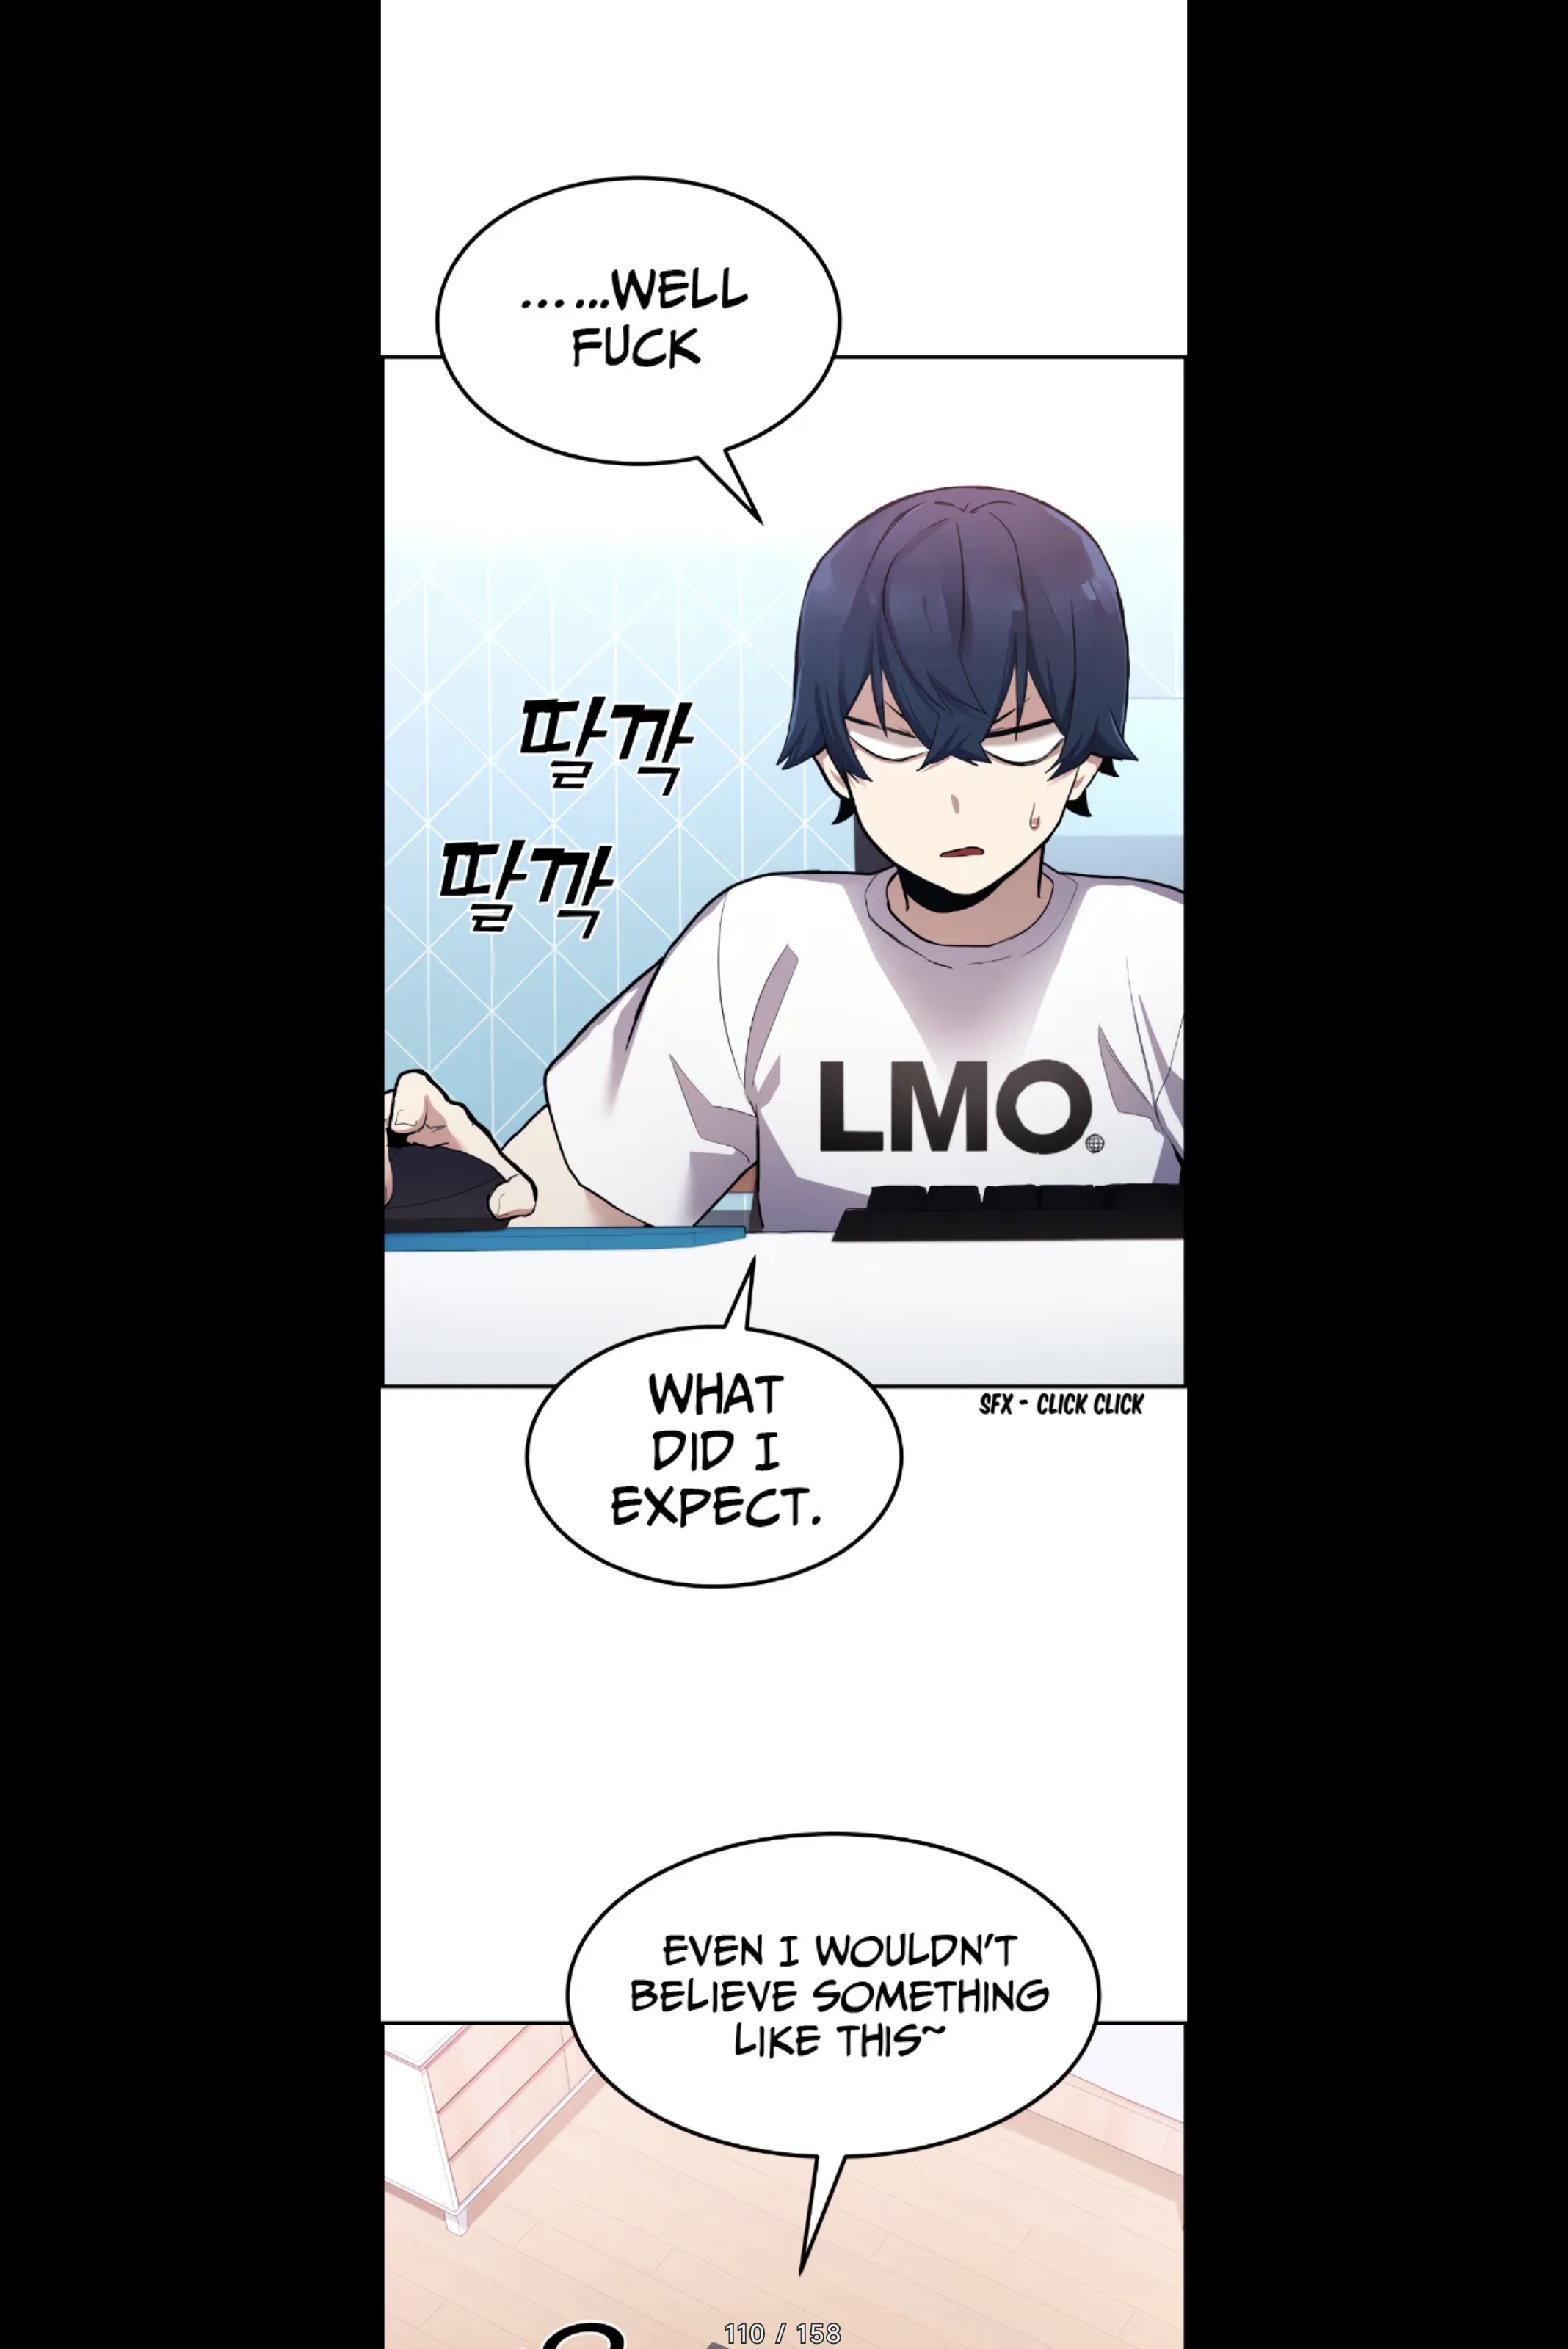 ......WELL
FUCK
딸깍
딸깍
LMO.
WHAT
DID I
EXPECT.
SFX - CLICK CLICK
EVEN I WOULDN'T
BELIEVE SOMETHING
LIKE THIS~
110 / 158